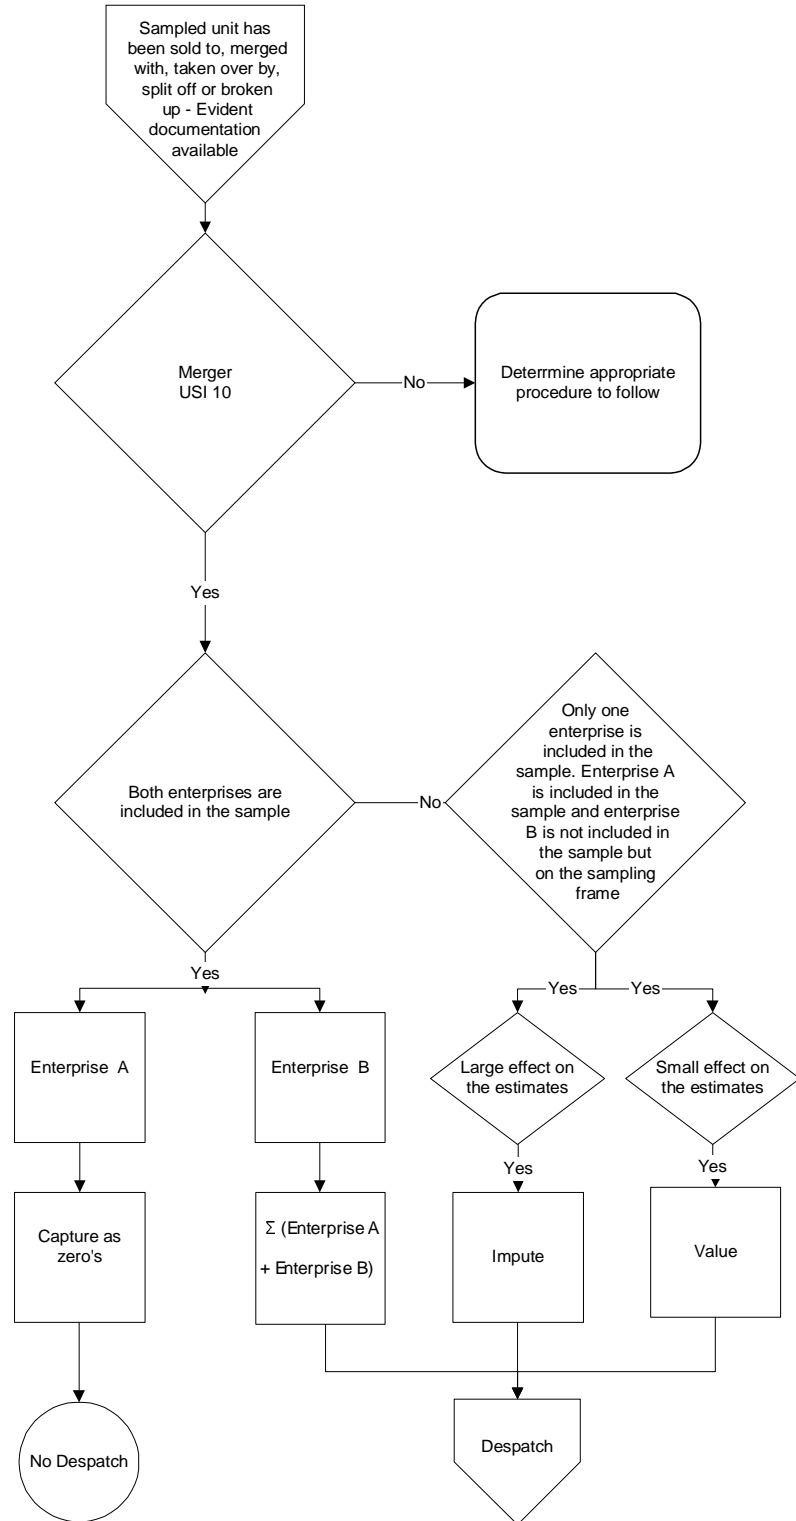 Sampled unit has
been sold to, merged
with, taken over by,
split off or broken
up - Evident
documentation
available
Merger
USI 10
No
Deterrmine appropriate
procedure to follow
Yes
Both enterprises are
included in the sample
No
Only one
enterprise is
included in the
sample. Enterprise A
is included in the
sample and enterprise
B is not included in
the sample but
on the sampling
frame
Yes
Yes
Yes
Enterprise  A
Enterprise  B
Large effect on
the estimates
Small effect on
the estimates
Yes
Yes
Capture as
zero's
Σ (Enterprise A
+ Enterprise B)
Impute
Value
No Despatch
Despatch